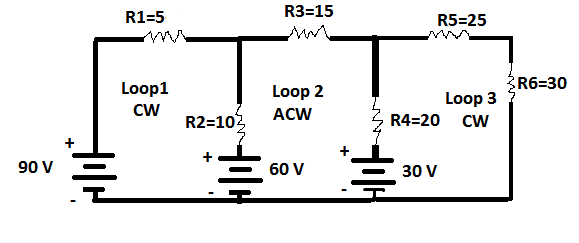 R1=5
R3=15
R5=25
Loop1
CW
Loop 2
ACW
Loop 3
CW
R6=30
R2=10
R4=20
+
90 V
-
+
60 V
-
+
30 V
-